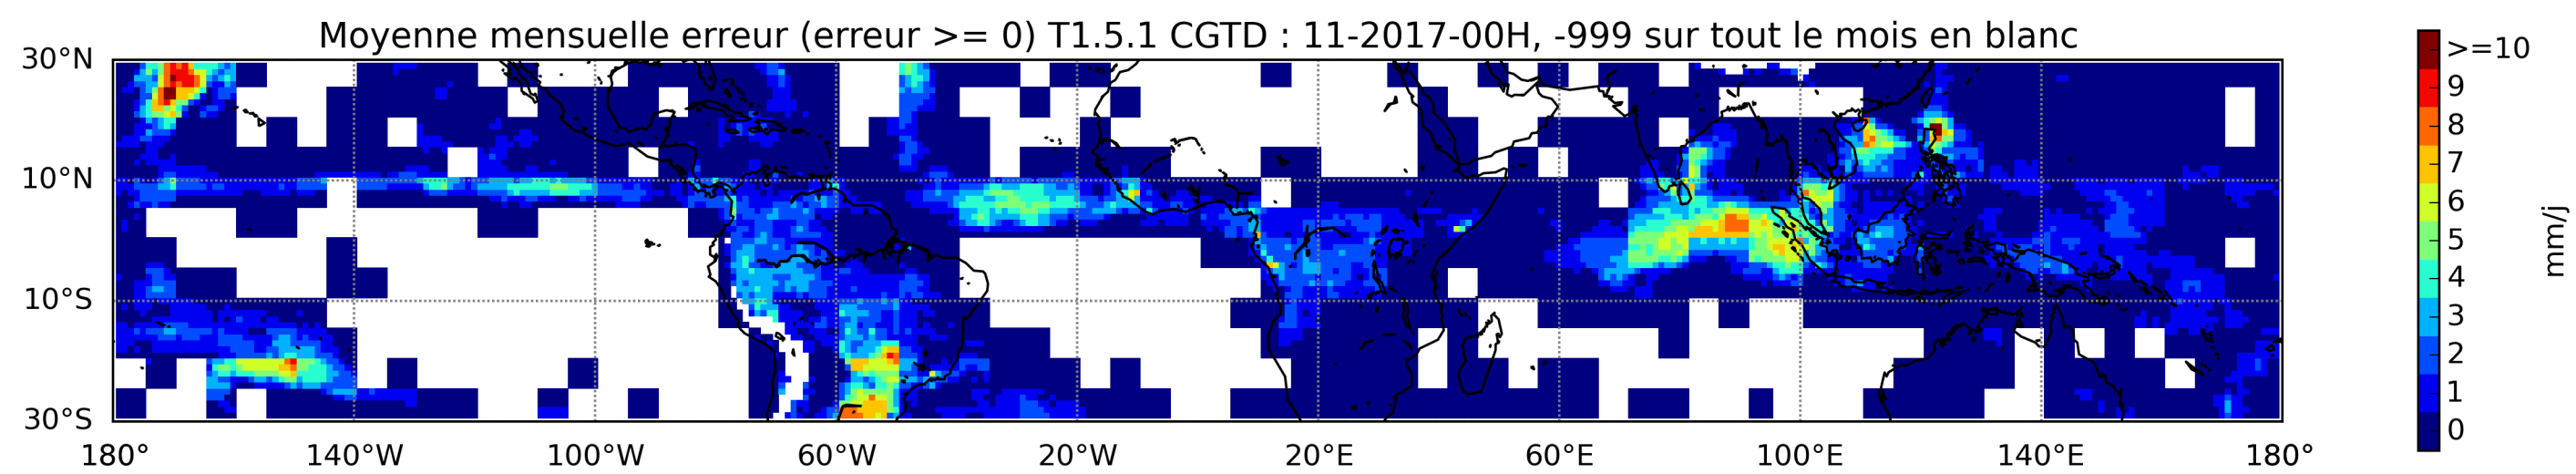 Moyenne mensuelle erreur (erreur >= 0) T1.5.1 CGTD : 11-2017-00H, -999 sur tout le mois en blanc
30°N
10°N
10°S
30°S
180° 140°W 100°W 60°W 20°W 20°E 60°E 100°E 140°E 180°
>=10
9
8
7
6
5
4
3
2
1
0
mm/j